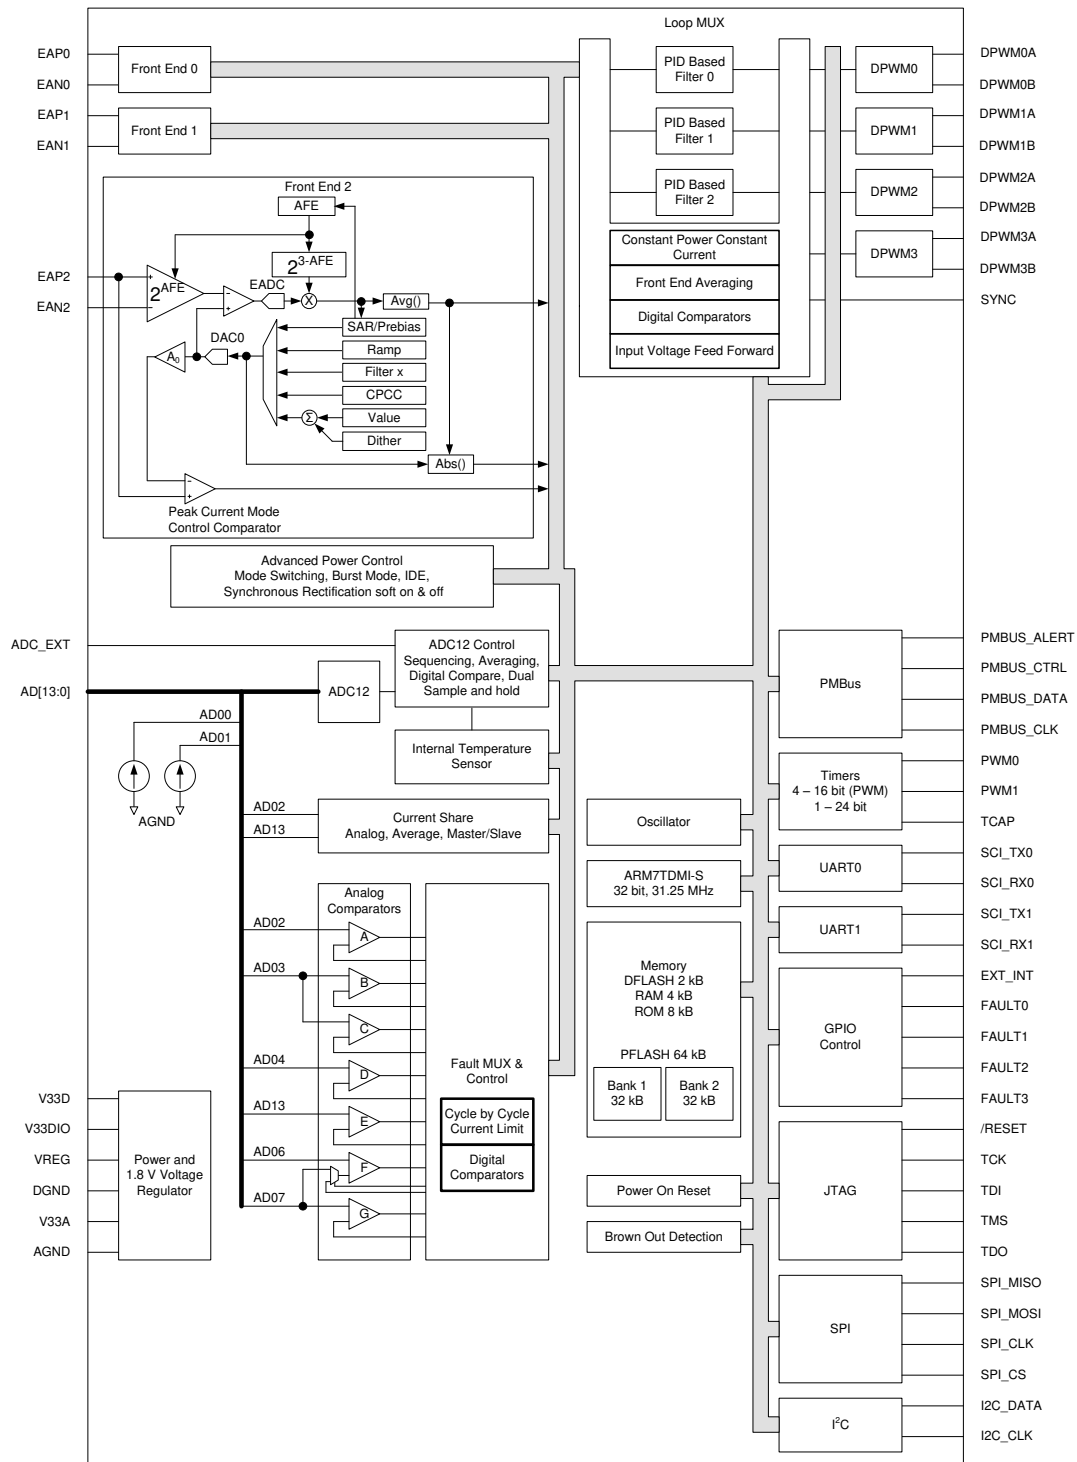 Loop MUX
EAP0
EAN0
EAP1
EAN1
Front End 0
Front End 1
PID Based
Filter 0
PID Based
Filter 1
PID Based
Filter 2
Constant Power Constant
Current
Front End Averaging
Digital Comparators
Input Voltage Feed Forward
DPWM0
DPWM1
DPWM2
DPWM3
DPWM0A
DPWM0B
DPWM1A
DPWM1B
DPWM2A
DPWM2B
DPWM3A
DPWM3B
SYNC
Front End 2
AFE
2^3-AFE
EAP2
EAN2
+
-
2^AFE
-
+
EADC
X
Avg()
SAR/Prebias
Ramp
Filter x
CPCC
Value
Dither
Σ
DAC0
A0
Abs()
-
+
Peak Current Mode
Control Comparator
Advanced Power Control
Mode Switching, Burst Mode, IDE,
Synchronous Rectification soft on & off
ADC_EXT
AD[13:0]
ADC12
ADC12 Control
Sequencing, Averaging,
Digital Compare, Dual
Sample and hold
Internal Temperature
Sensor
AD00
AD01
AGND
AD02
AD13
Current Share
Analog, Average, Master/Slave
Analog
Comparators
AD02
AD03
AD04
AD13
AD06
AD07
A
B
C
D
E
F
G
Fault MUX &
Control
Cycle by Cycle
Current Limit
Digital
Comparators
V33D
V33DIO
VREG
DGND
V33A
AGND
Power and
1.8 V Voltage
Regulator
Oscillator
ARM7TDMI-S
32 bit, 31.25 MHz
Memory
DFLASH 2 kB
RAM 4 kB
ROM 8 kB
PFLASH 64 kB
Bank 1
32 kB
Bank 2
32 kB
Power On Reset
Brown Out Detection
PMBus
Timers
4 – 16 bit (PWM)
1 – 24 bit
UART0
UART1
GPIO
Control
JTAG
SPI
I²C
PMBUS_ALERT
PMBUS_CTRL
PMBUS_DATA
PMBUS_CLK
PWM0
PWM1
TCAP
SCI_TX0
SCI_RX0
SCI_TX1
SCI_RX1
EXT_INT
FAULT0
FAULT1
FAULT2
FAULT3
/RESET
TCK
TDI
TMS
TDO
SPI_MISO
SPI_MOSI
SPI_CLK
SPI_CS
I2C_DATA
I2C_CLK